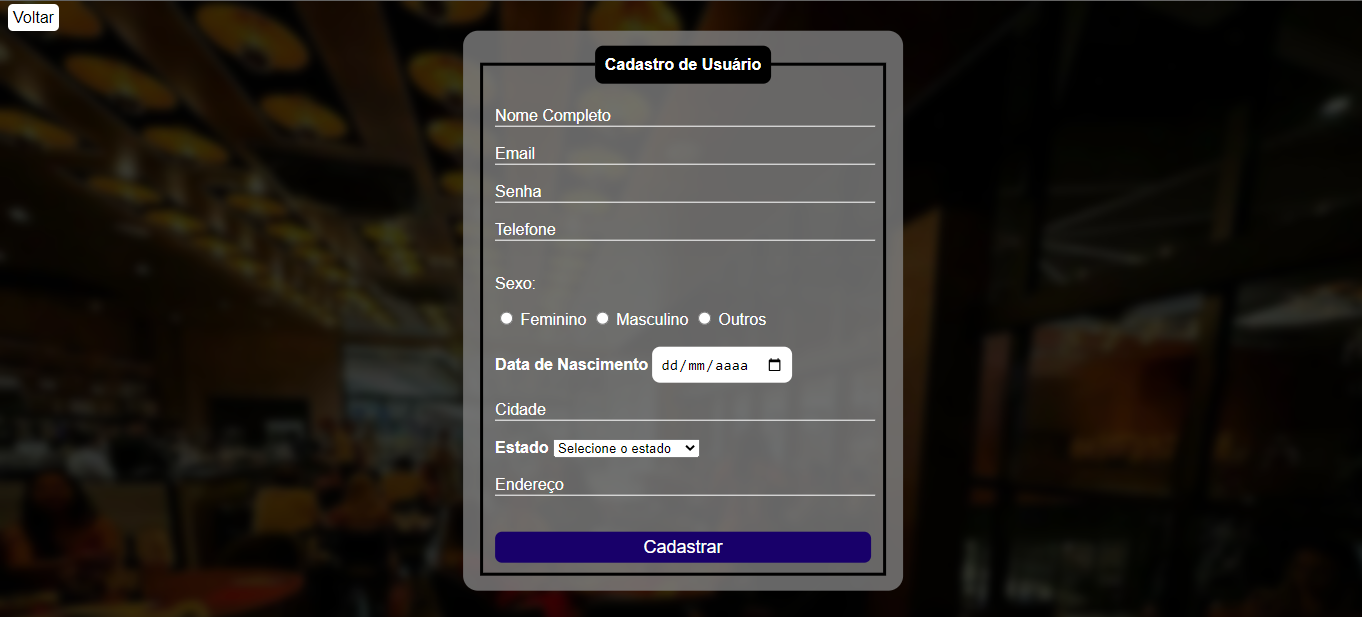 Voltar
Cadastro de Usuário
Nome Completo
Email
Senha
Telefone
Sexo:
Feminino Masculino Outros
Data de Nascimento dd/mm/aaaa
Cidade
Estado Selecione o estado
Endereço
Cadastrar